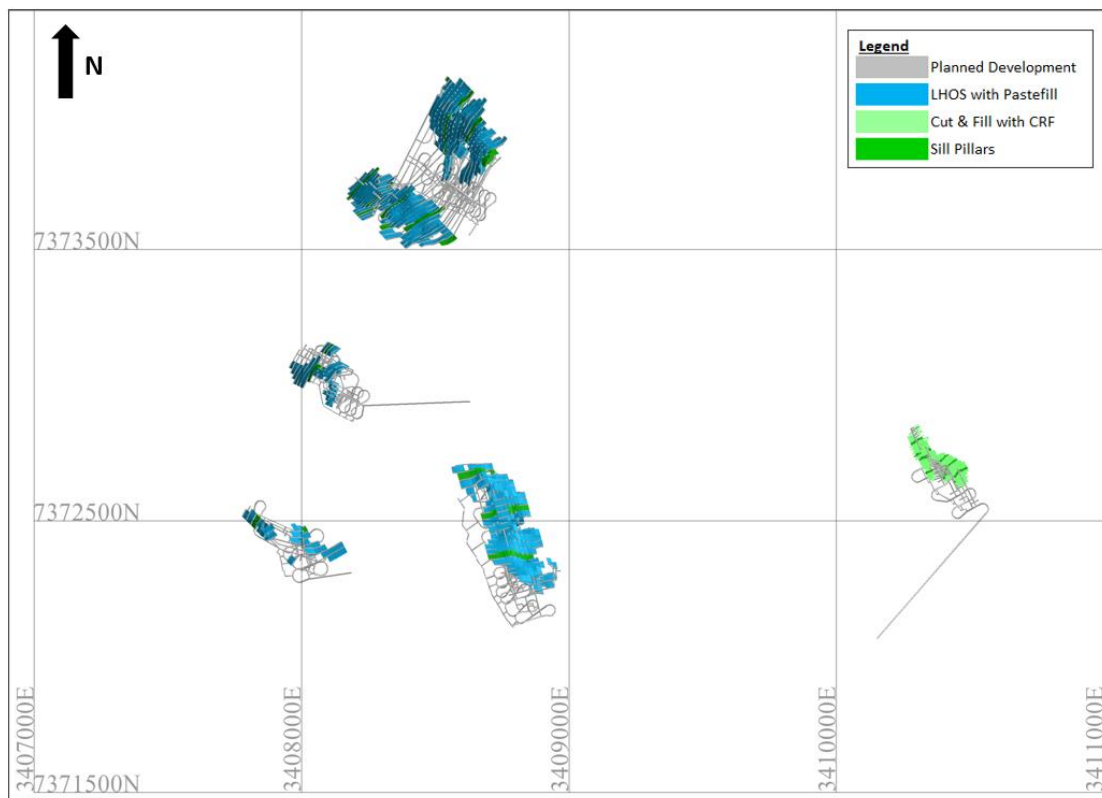 N
Legend
Planned Development
LHOS with Pastefill
Cut & Fill with CRF
Sill Pillars
7373500N
7372500N
7371500N
3407000E
3408000E
3409000E
3410000E
3411000E